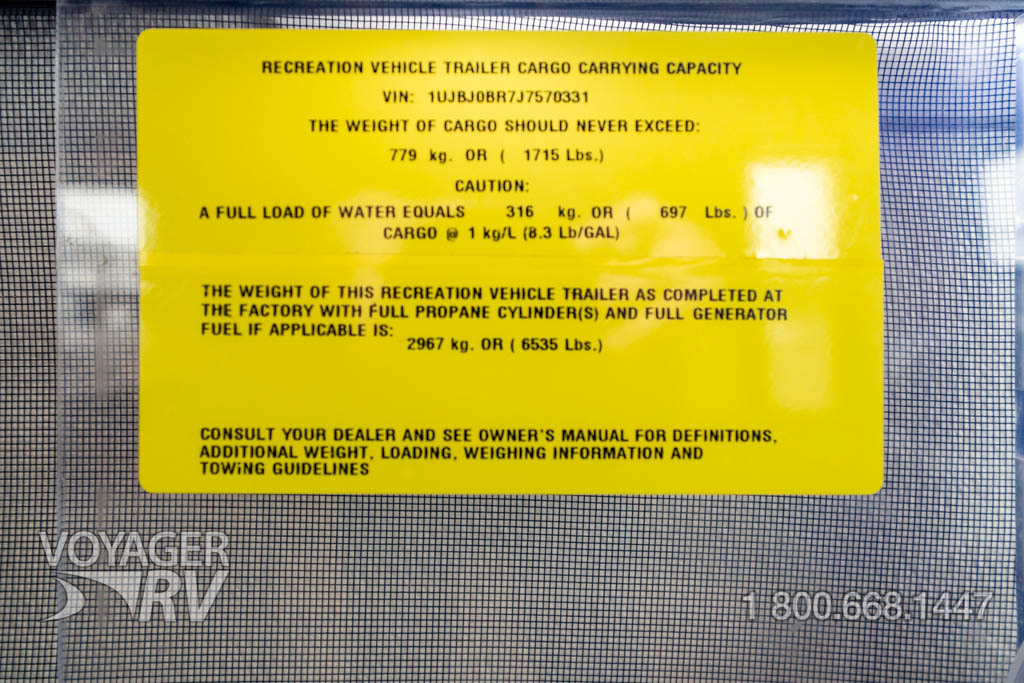 RECREATION VEHICLE TRAILER CARGO CARRYING CAPACITY
VIN: 1UJBJ0BR7J7570331
THE WEIGHT OF CARGO SHOULD NEVER EXCEED:
779 kg. OR ( 1715 Lbs.)
CAUTION:
A FULL LOAD OF WATER EQUALS 316 kg. OR ( 697 Lbs. ) OF
CARGO @ 1 kg/L (8.3 Lb/GAL)
THE WEIGHT OF THIS RECREATION VEHICLE TRAILER AS COMPLETED AT
THE FACTORY WITH FULL PROPANE CYLINDER(S) AND FULL GENERATOR
FUEL IF APPLICABLE IS:
2967 kg. OR ( 6535 Lbs.)
CONSULT YOUR DEALER AND SEE OWNER'S MANUAL FOR DEFINITIONS,
ADDITIONAL WEIGHT, LOADING, WEIGHING INFORMATION AND
TOWING GUIDELINES
VOYAGER
RV
1 800.668.1447